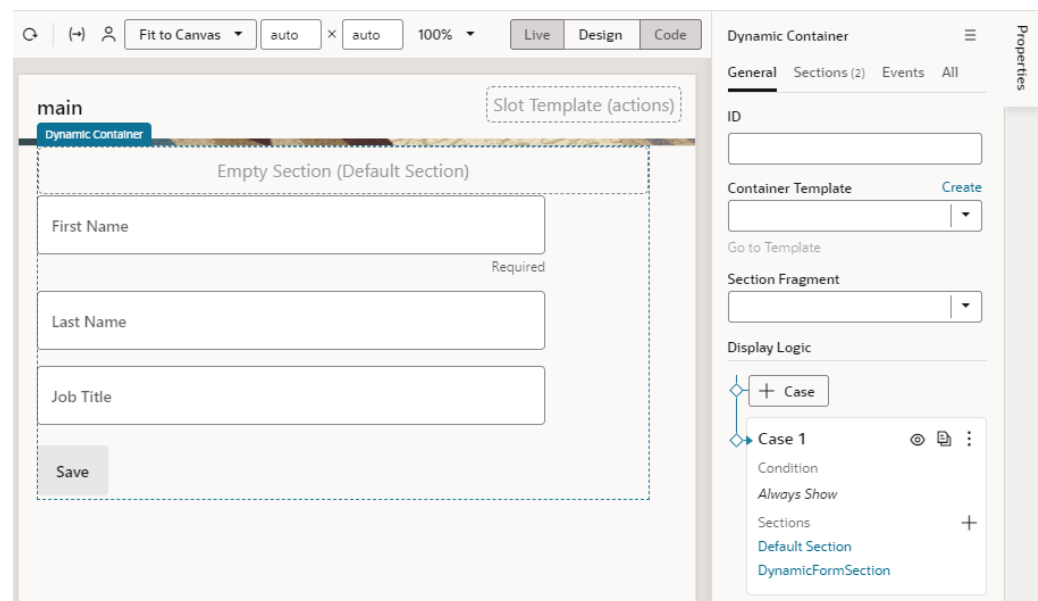 Fit to Canvas
auto × auto
100%
Live Design Code
main
Slot Template (actions)
Dynamic Container
Empty Section (Default Section)
First Name
Required
Last Name
Job Title
Save
Dynamic Container
General Sections (2) Events All
ID
Container Template Create
Go to Template
Section Fragment
Display Logic
+ Case
Case 1
Condition
Always Show
Sections +
Default Section
DynamicFormSection
Properties